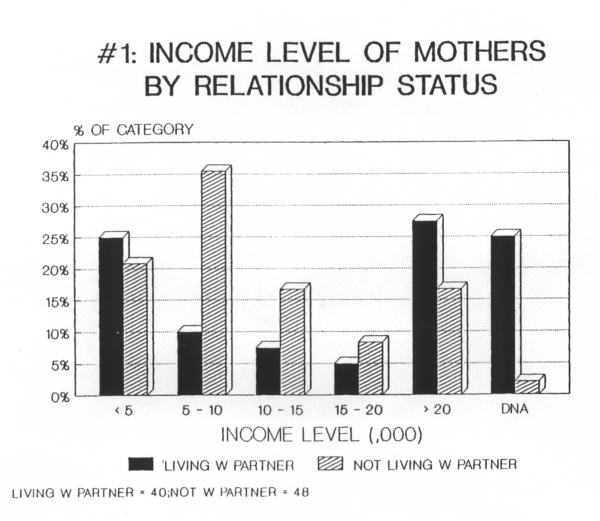 #1: INCOME LEVEL OF MOTHERS
BY RELATIONSHIP STATUS
% OF CATEGORY
40%
35%
30%
25%
20%
15%
10%
5%
0%
< 5 5 - 10 10 - 15 15 - 20 > 20 DNA
INCOME LEVEL (,000)
'LIVING W PARTNER NOT LIVING W PARTNER
LIVING W PARTNER = 40;NOT W PARTNER = 48